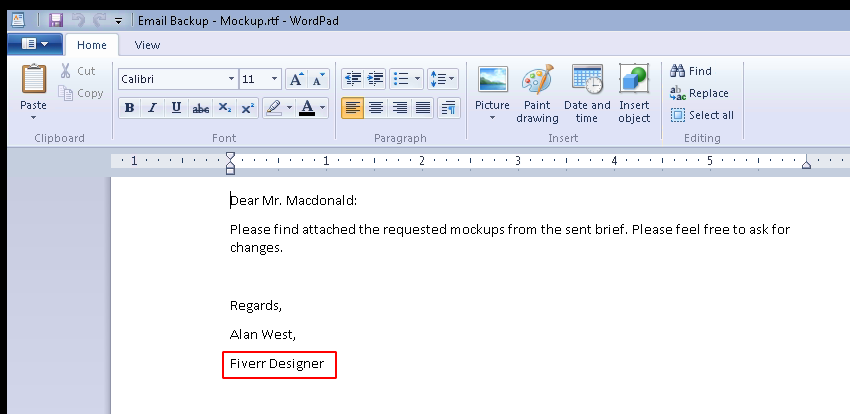 Email Backup - Mockup.rtf - WordPad
Home View
Cut
Copy
Paste
Calibri 11
Picture Paint drawing Date and time Insert object
Find
Replace
Select all
Clipboard Font Paragraph Insert Editing
1 1 2 3 4 5
Dear Mr. Macdonald:
Please find attached the requested mockups from the sent brief. Please feel free to ask for
changes.
Regards,
Alan West,
Fiverr Designer